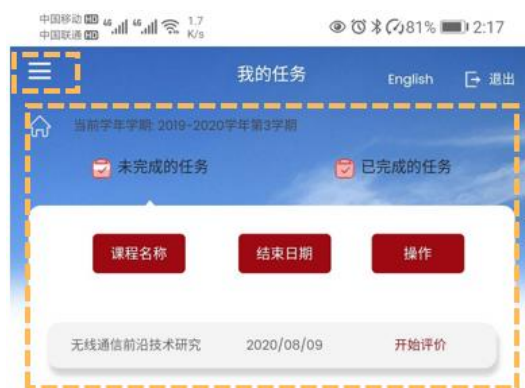 中国移动 HD 46 46 1.7
中国联通 HD K/s 81% 2:17
我的任务 English 退出
当前学年学期: 2019-2020学年第3学期
未完成的任务 已完成的任务
课程名称 结束日期 操作
无线通信前沿技术研究 2020/08/09 开始评价